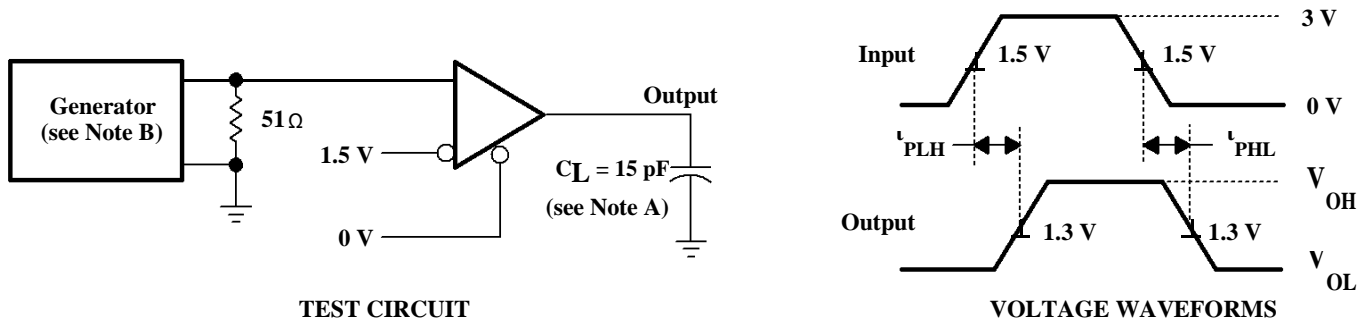 Generator
(see Note B)
51Ω
1.5 V
0 V
Output
CL = 15 pF
(see Note A)
TEST CIRCUIT
Input
1.5 V
1.5 V
3 V
0 V
tPLH
tPHL
Output
1.3 V
1.3 V
VOH
VOL
VOLTAGE WAVEFORMS